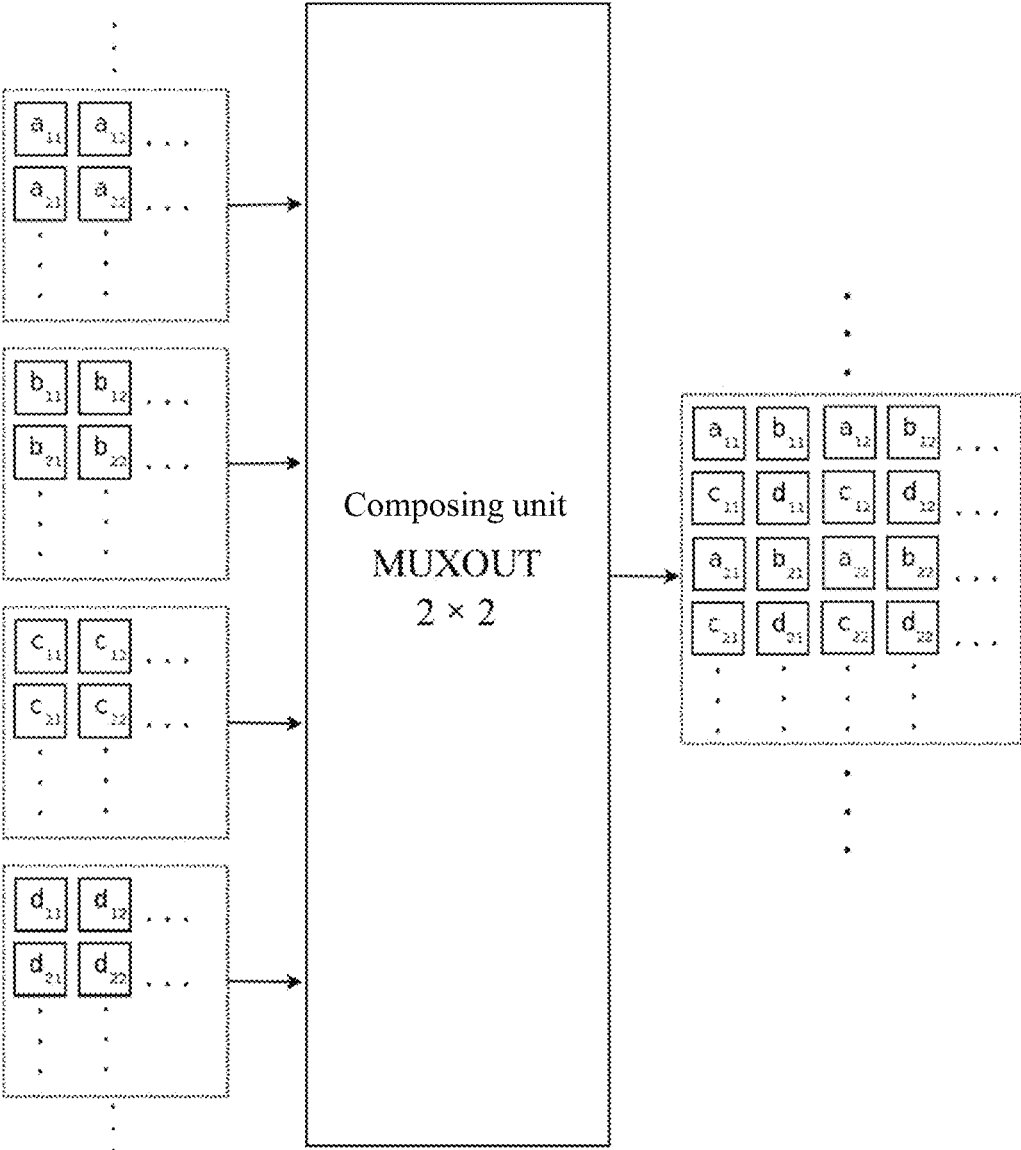 a11 a12 . . .
a21 a22 . . .
b11 b12 . . .
b21 b22 . . .
c11 c12 . . .
c21 c22 . . .
d11 d12 . . .
d21 d22 . . .
Composing unit
MUXOUT
2 × 2
a11 b11 a12 b12 . . .
c11 d11 c12 d12 . . .
a21 b21 a22 b22 . . .
c21 d21 c22 d22 . . .